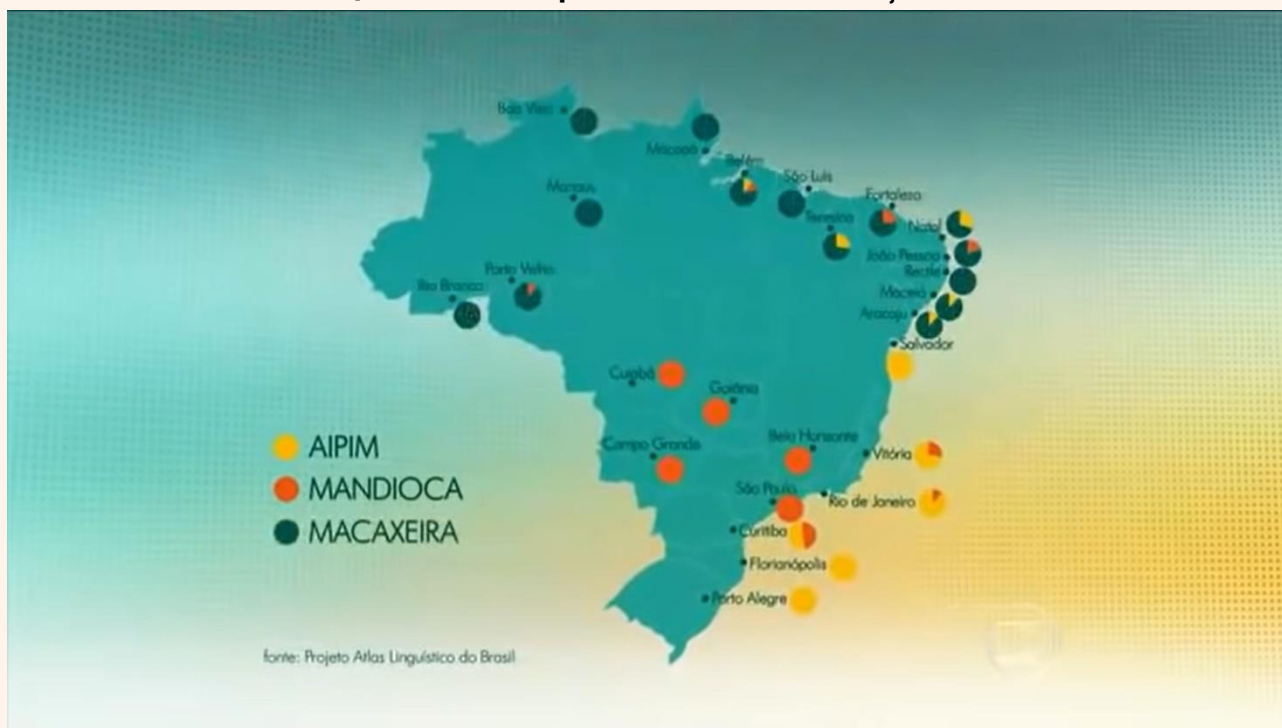 Boa Vista
Macapá
Belém
São Luís
Manaus
Fortaleza
Teresina
Natal
João Pessoa
Recife
Porto Velho
Rio Branco
Maceió
Aracaju
Salvador
Cuiabá
Goiânia
Belo Horizonte
Campo Grande
Vitória
São Paulo
Rio de Janeiro
Curitiba
Florianópolis
Porto Alegre
AIPIM
MANDIOCA
MACAXEIRA
fonte: Projeto Atlas Linguístico do Brasil